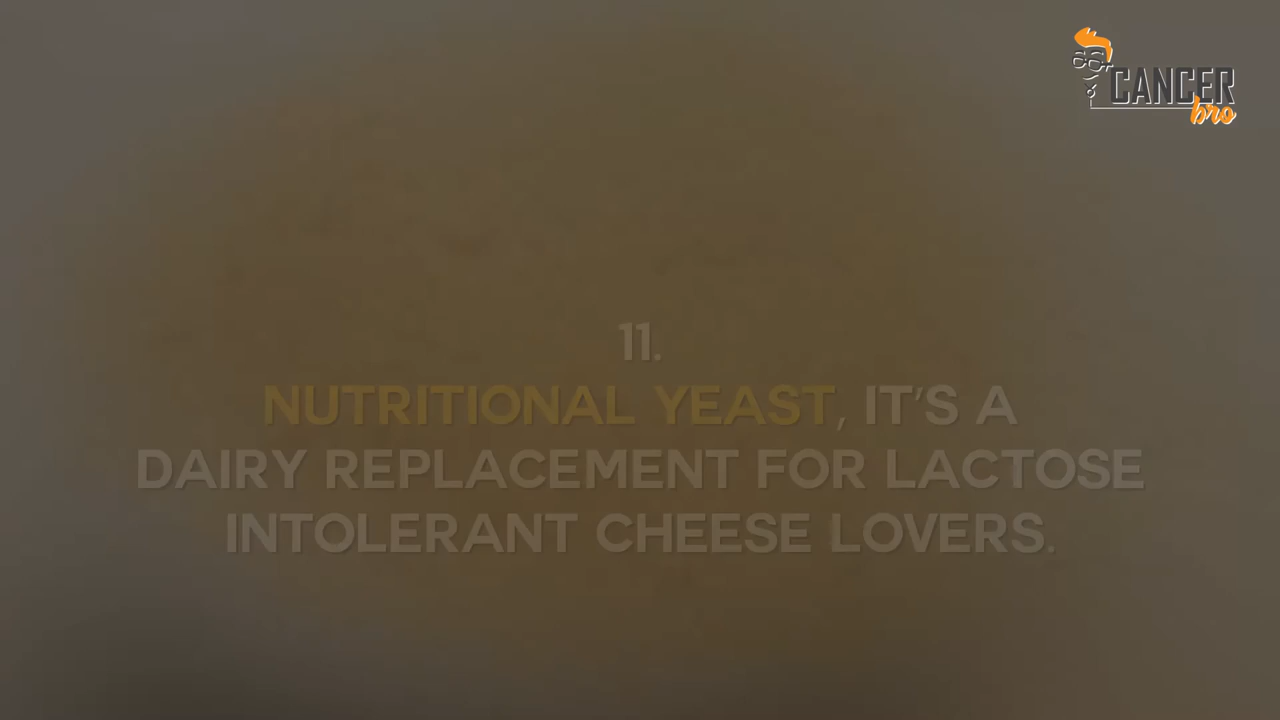 CANCER
bro
11.
NUTRITIONAL YEAST, IT'S A
DAIRY REPLACEMENT FOR LACTOSE
INTOLERANT CHEESE LOVERS.